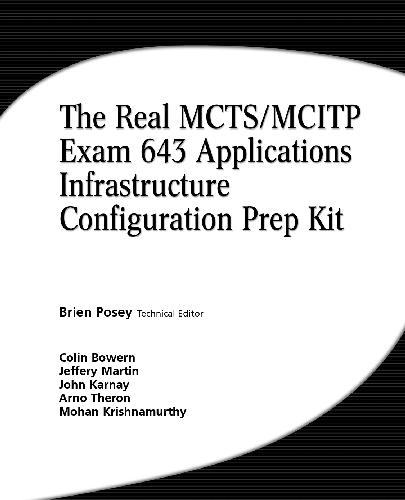 The Real MCTS/MCITP
Exam 643 Applications
Infrastructure
Configuration Prep Kit
Brien Posey Technical Editor
Colin Bowern
Jeffery Martin
John Karnay
Arno Theron
Mohan Krishnamurthy